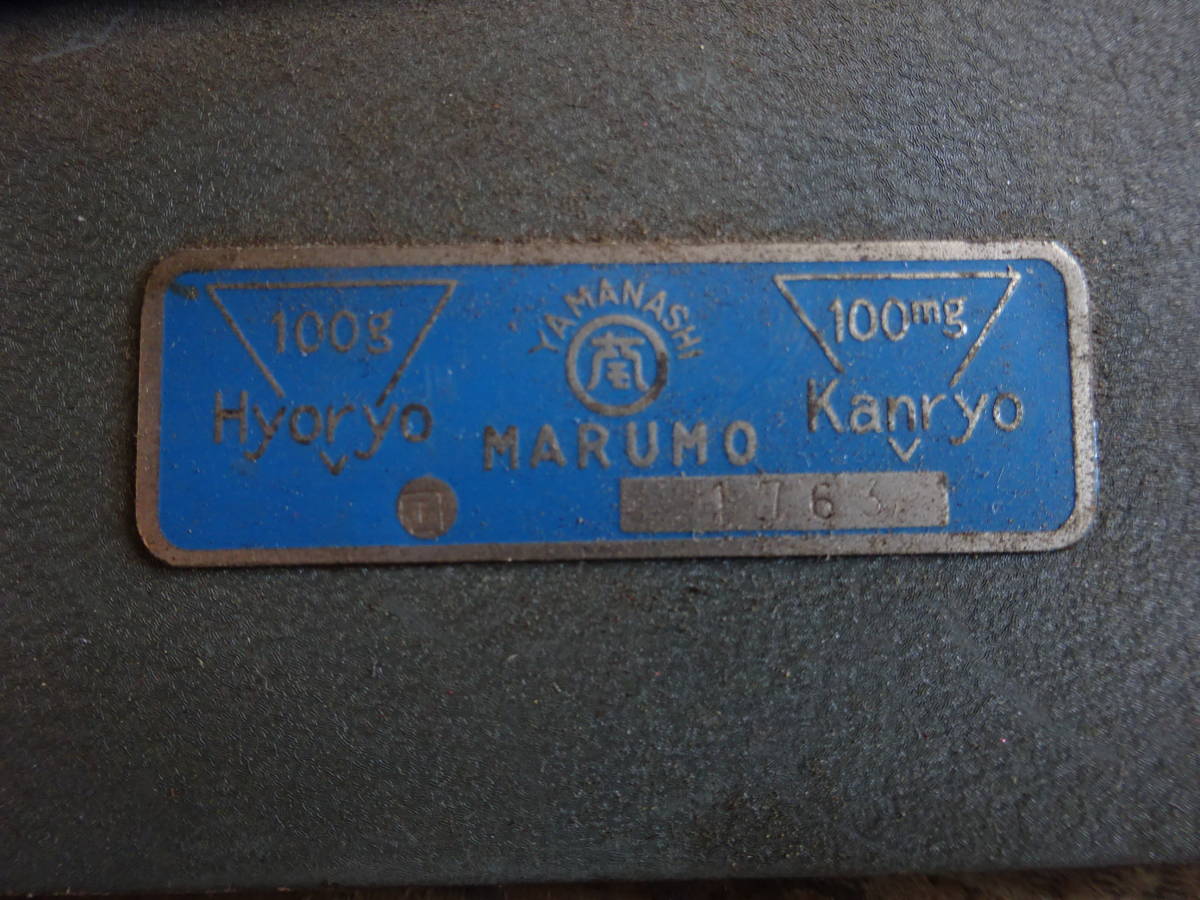 100g
Hyoryo
YAMANASHI
MARUMO
100mg
Kanryo
1763